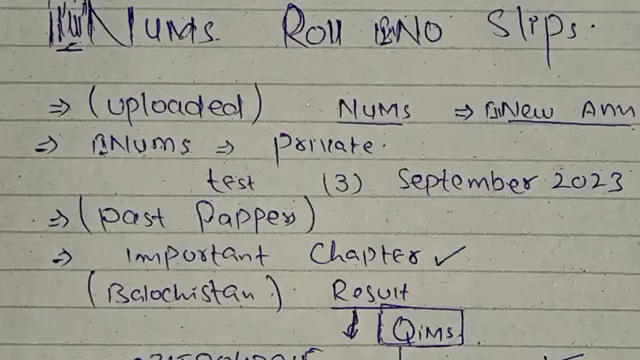 Nums Roll No Slips.
⇒ (uploaded) NUMS ⇒ New Ann
⇒ Nums ⇒ private.
test (3) September 2023
⇒ (past papper)
⇒ Important Chapter ✓
(Balochistan) Result
↓ QIMS.